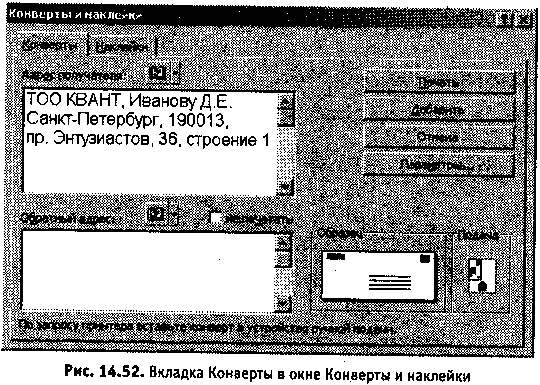 Конверты и наклейки
Конверты Наклейки
Адрес получателя:
ТОО КВАНТ, Иванову Д.Е.
Санкт-Петербург, 190013,
пр. Энтузиастов, 36, строение 1
Печать
Добавить
Отмена
Параметры...
Обратный адрес:
не печатать
Образец
Подача
По запросу принтера вставьте конверт в устройство ручной подачи.
Рис. 14.52. Вкладка Конверты в окне Конверты и наклейки